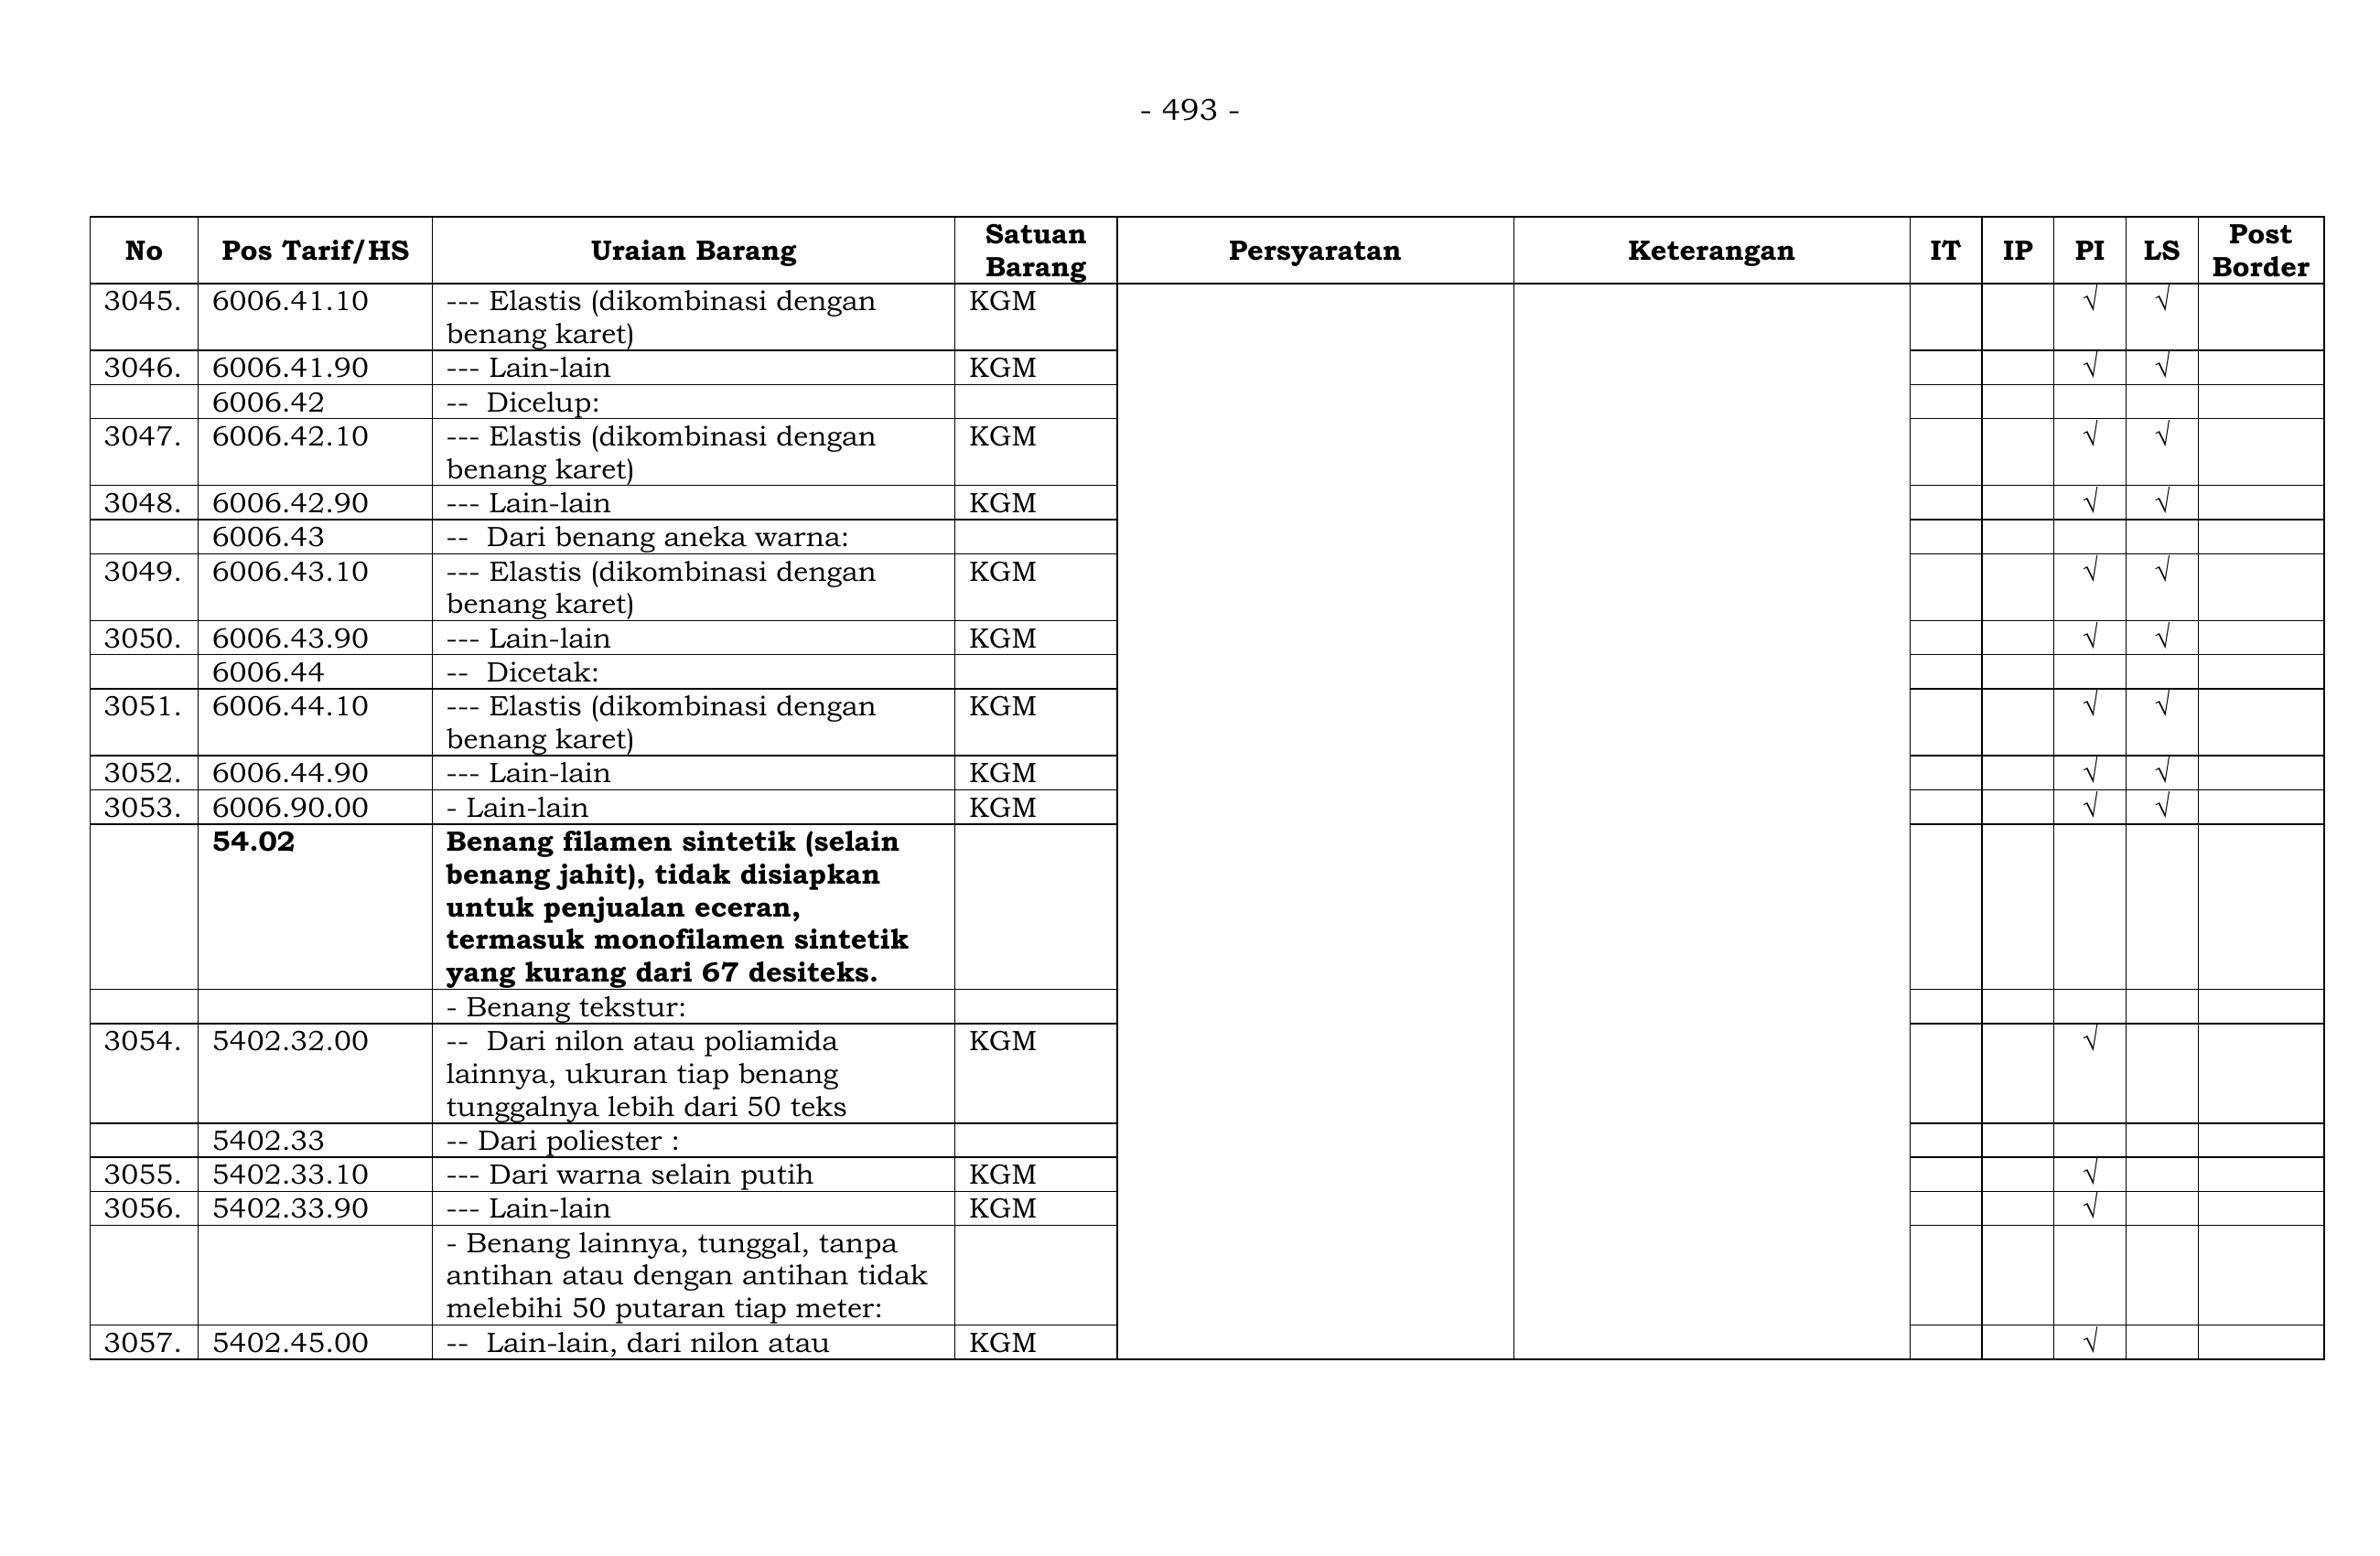 - 493 -
No Pos Tarif/HS Uraian Barang Satuan Barang Persyaratan Keterangan IT IP PI LS Post Border
3045. 6006.41.10 --- Elastis (dikombinasi dengan KGM √ √
benang karet)
3046. 6006.41.90 --- Lain-lain KGM √ √
6006.42 -- Dicelup:
3047. 6006.42.10 --- Elastis (dikombinasi dengan KGM √ √
benang karet)
3048. 6006.42.90 --- Lain-lain KGM √ √
6006.43 -- Dari benang aneka warna:
3049. 6006.43.10 --- Elastis (dikombinasi dengan KGM √ √
benang karet)
3050. 6006.43.90 --- Lain-lain KGM √ √
6006.44 -- Dicetak:
3051. 6006.44.10 --- Elastis (dikombinasi dengan KGM √ √
benang karet)
3052. 6006.44.90 --- Lain-lain KGM √ √
3053. 6006.90.00 - Lain-lain KGM √ √
54.02 Benang filamen sintetik (selain
benang jahit), tidak disiapkan
untuk penjualan eceran,
termasuk monofilamen sintetik
yang kurang dari 67 desiteks.
- Benang tekstur:
3054. 5402.32.00 -- Dari nilon atau poliamida KGM √
lainnya, ukuran tiap benang
tunggalnya lebih dari 50 teks
5402.33 -- Dari poliester :
3055. 5402.33.10 --- Dari warna selain putih KGM √
3056. 5402.33.90 --- Lain-lain KGM √
- Benang lainnya, tunggal, tanpa
antihan atau dengan antihan tidak
melebihi 50 putaran tiap meter:
3057. 5402.45.00 -- Lain-lain, dari nilon atau KGM √